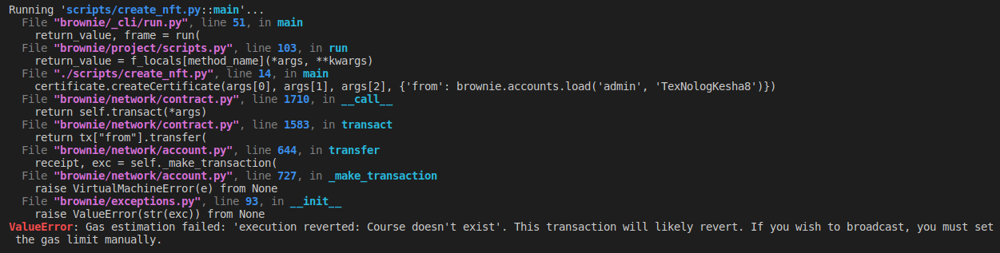 Running 'scripts/create_nft.py::main'...
File "brownie/_cli/run.py", line 51, in main
return_value, frame = run(
File "brownie/project/scripts.py", line 103, in run
return_value = f_locals[method_name](*args, **kwargs)
File "./scripts/create_nft.py", line 14, in main
certificate.createCertificate(args[0], args[1], args[2], {'from': brownie.accounts.load('admin', 'TexNologKesha8')})
File "brownie/network/contract.py", line 1710, in __call__
return self.transact(*args)
File "brownie/network/contract.py", line 1583, in transact
return tx["from"].transfer(
File "brownie/network/account.py", line 644, in transfer
receipt, exc = self._make_transaction(
File "brownie/network/account.py", line 727, in _make_transaction
raise VirtualMachineError(e) from None
File "brownie/exceptions.py", line 93, in __init__
raise ValueError(str(exc)) from None
ValueError: Gas estimation failed: 'execution reverted: Course doesn't exist'. This transaction will likely revert. If you wish to broadcast, you must set
the gas limit manually.